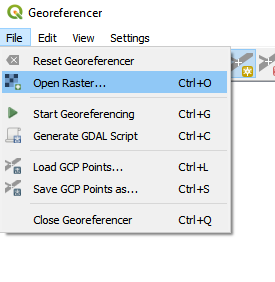 Georeferencer
File Edit View Settings
Reset Georeferencer
Open Raster... Ctrl+O
Start Georeferencing Ctrl+G
Generate GDAL Script Ctrl+C
Load GCP Points... Ctrl+L
Save GCP Points as... Ctrl+S
Close Georeferencer Ctrl+Q